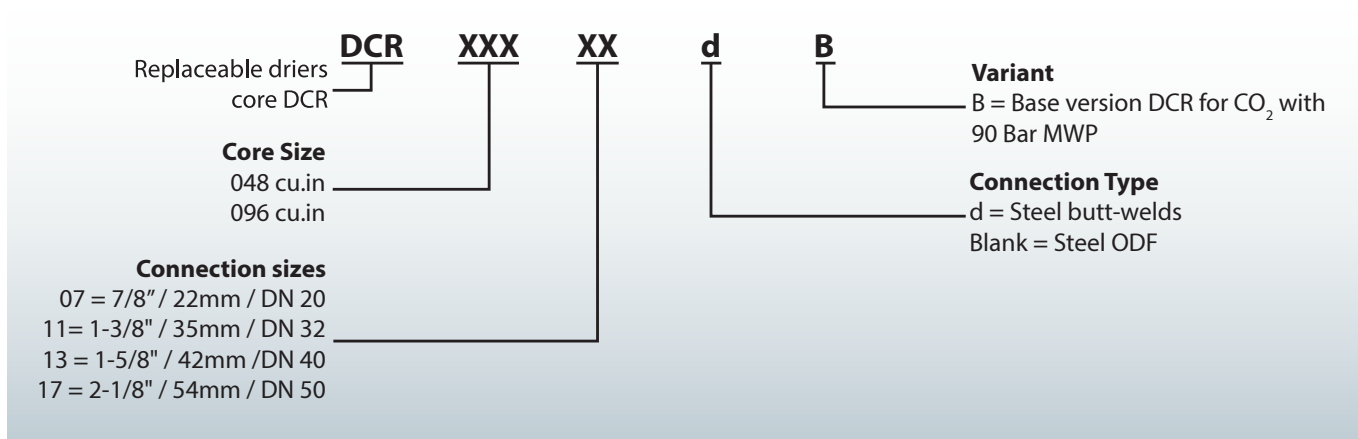 DCR XXX XX d B
Replaceable driers
core DCR
Core Size
048 cu.in
096 cu.in
Connection sizes
07 = 7/8” / 22mm / DN 20
11= 1-3/8" / 35mm / DN 32
13 = 1-5/8" / 42mm /DN 40
17 = 2-1/8" / 54mm / DN 50
Variant
B = Base version DCR for CO₂ with
90 Bar MWP
Connection Type
d = Steel butt-welds
Blank = Steel ODF